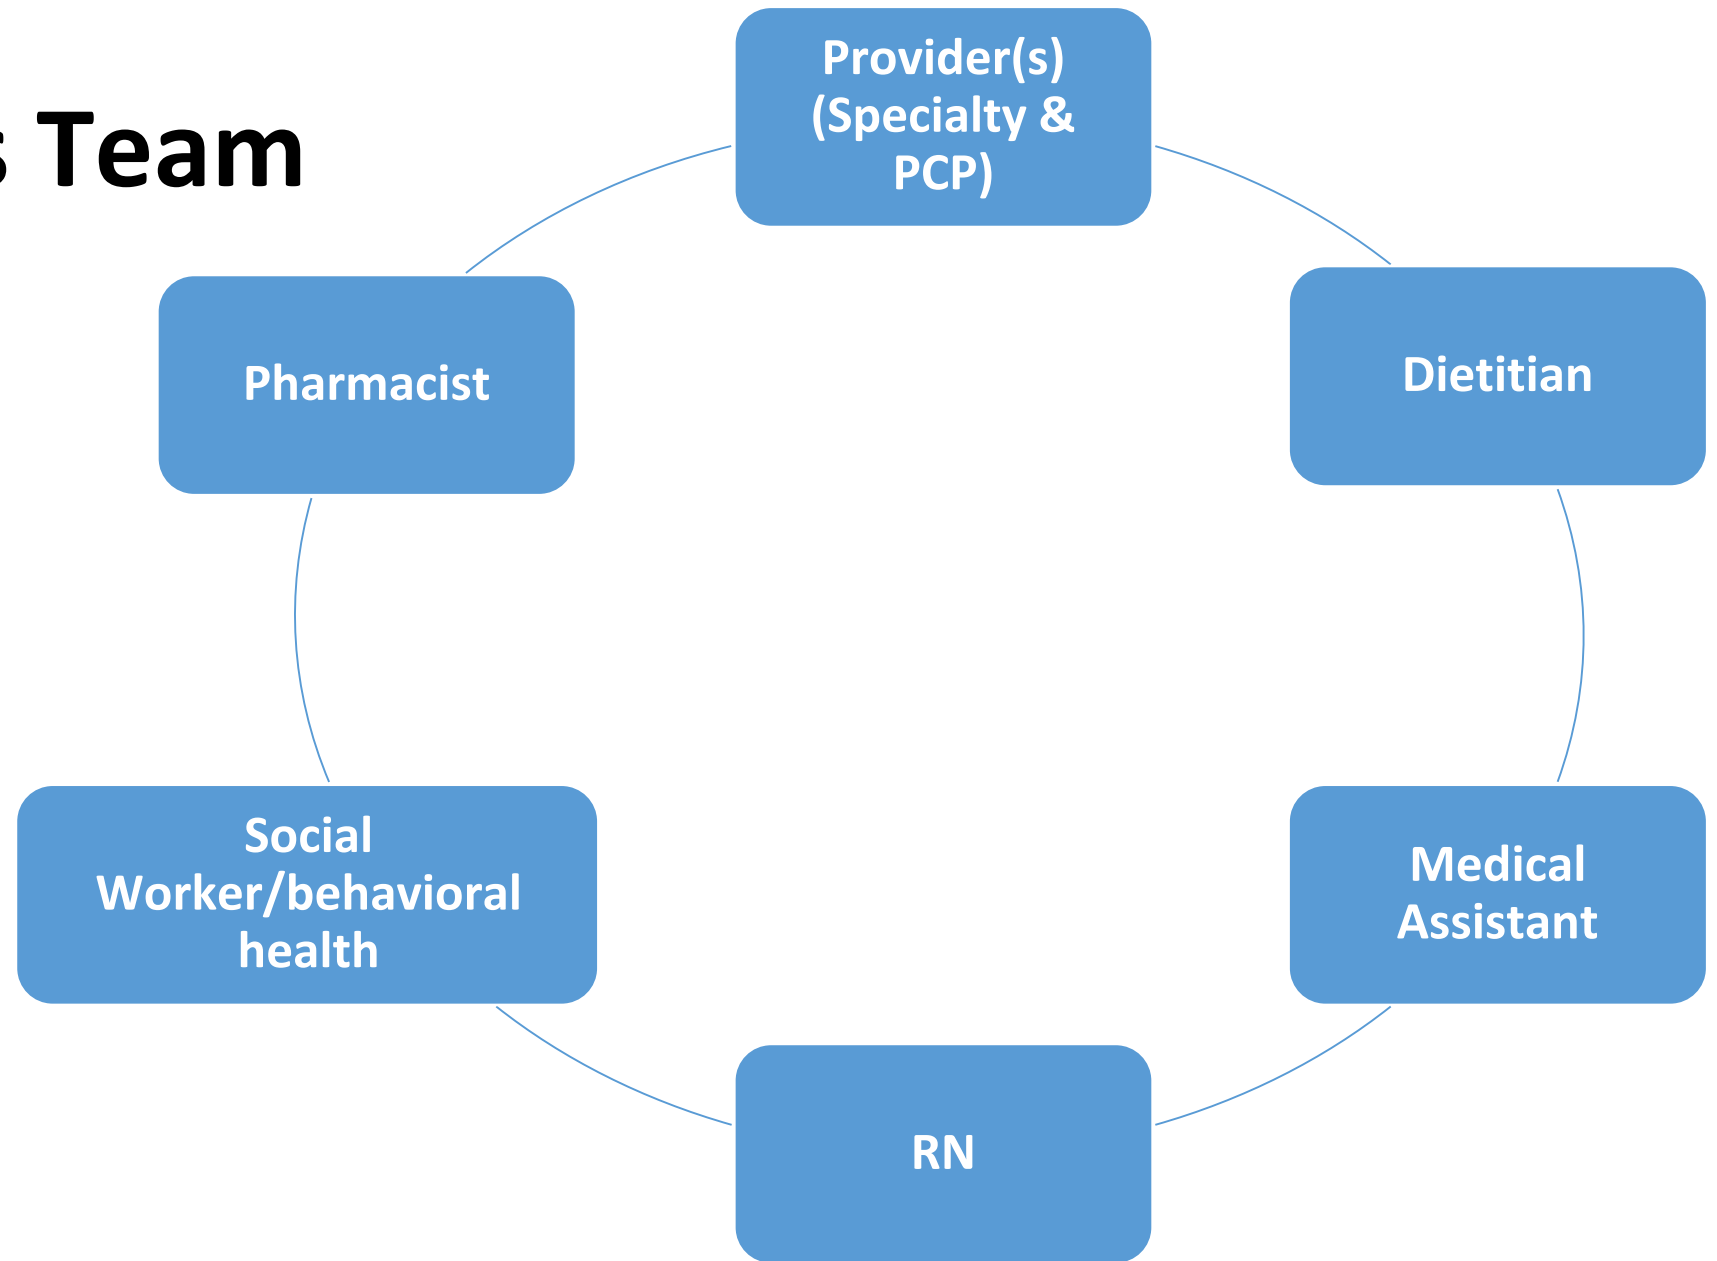 s Team
Provider(s)
(Specialty &
PCP)
Pharmacist
Dietitian
Social
Worker/behavioral
health
Medical
Assistant
RN